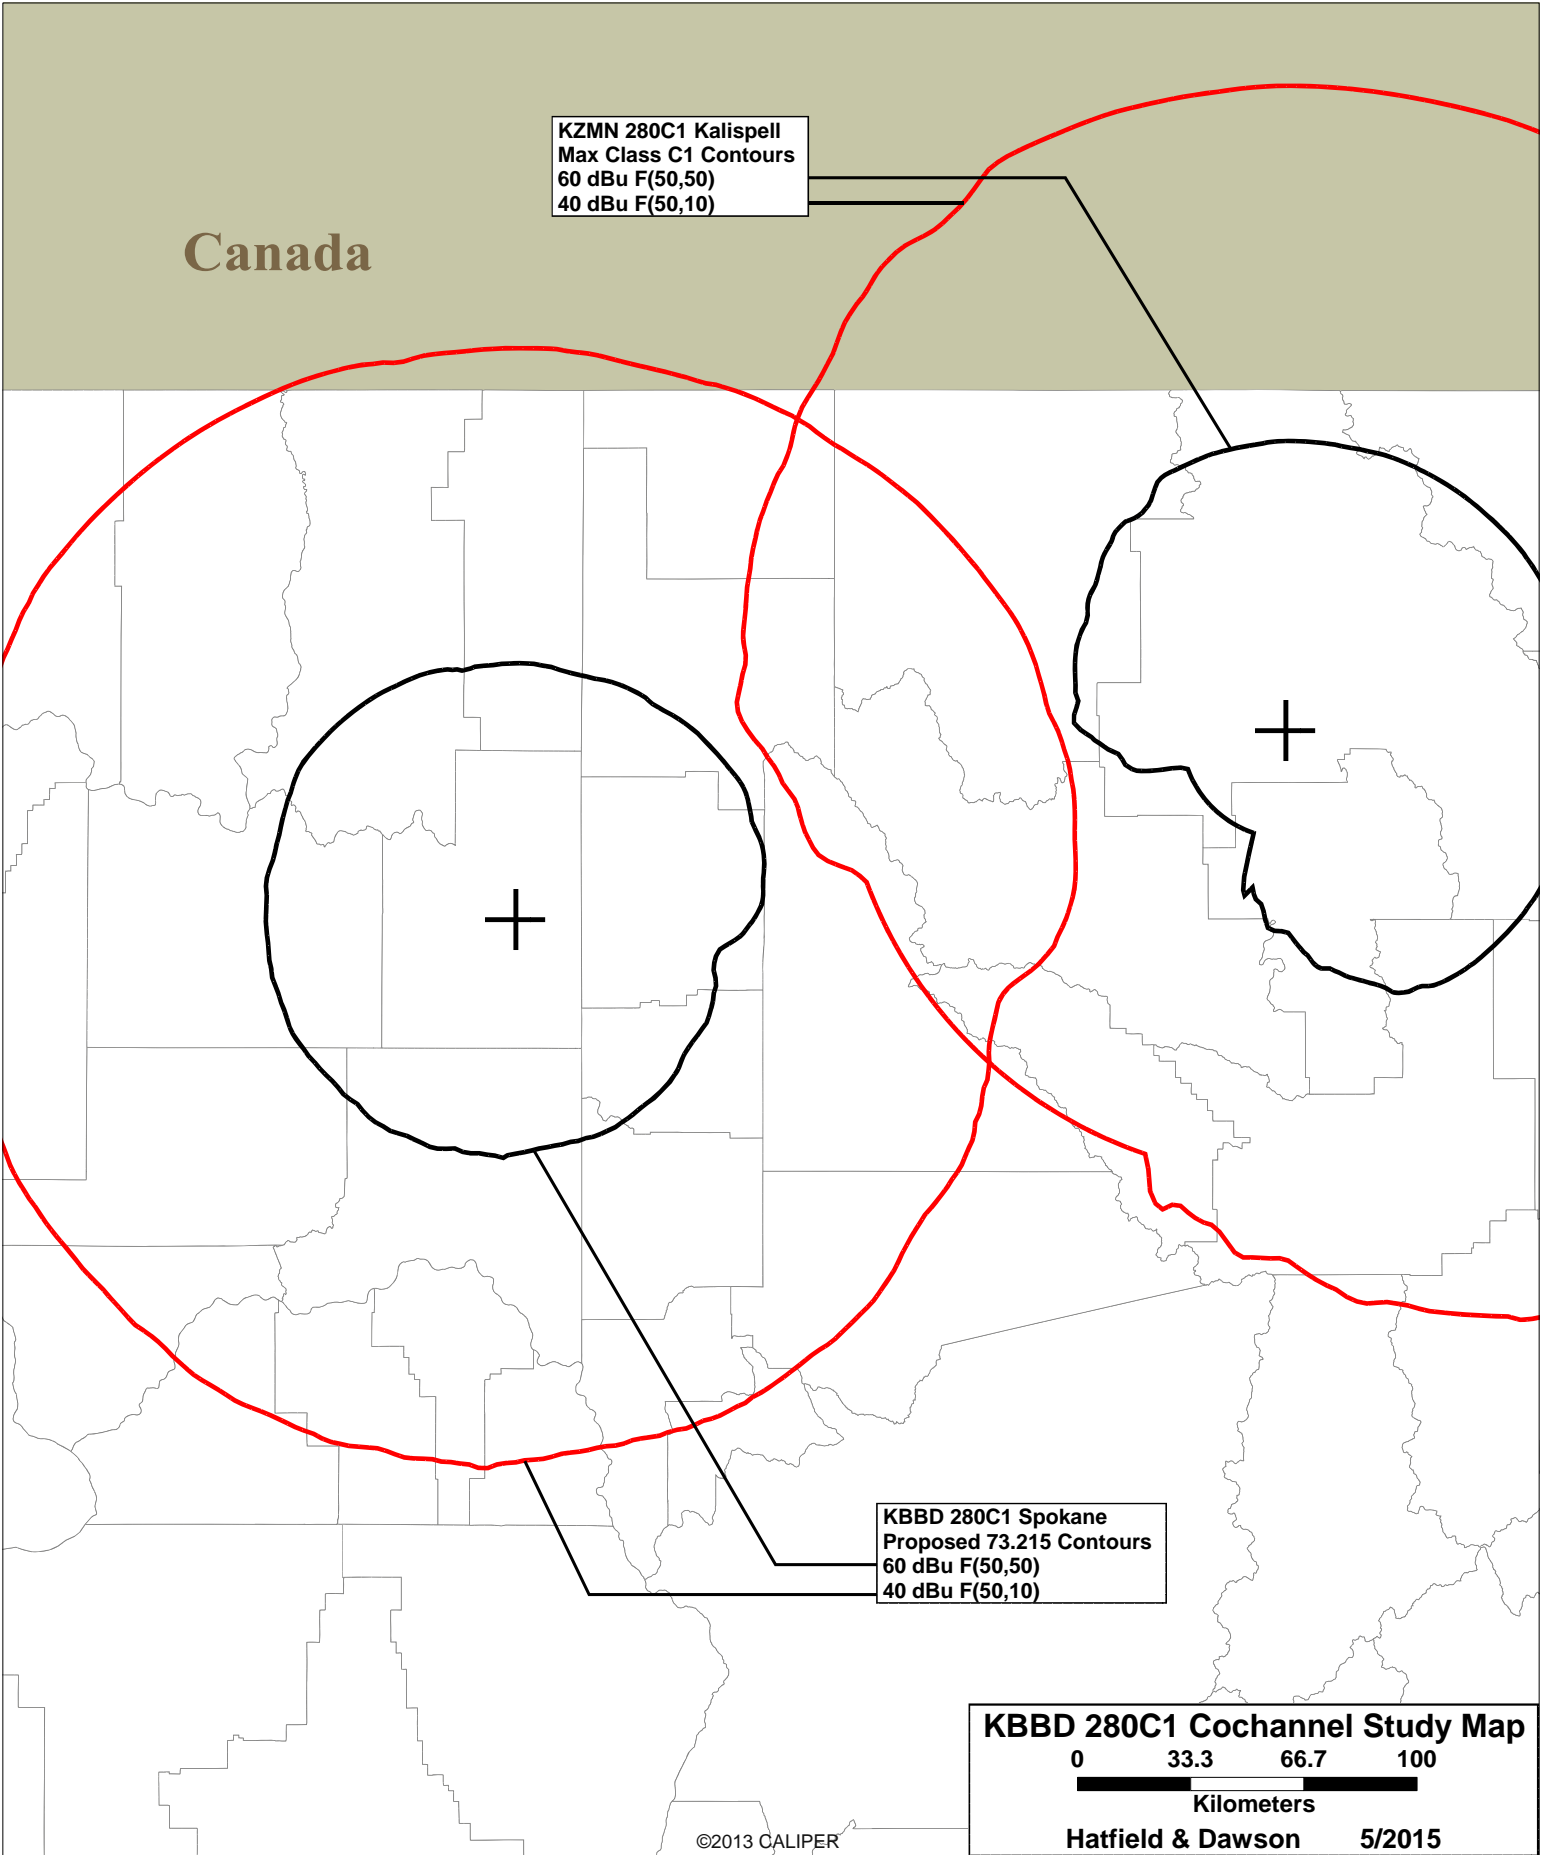 KZMN 280C1 Kalispell
Max Class C1 Contours
60 dBu F(50,50)
40 dBu F(50,10)
Canada
KBBD 280C1 Spokane
Proposed 73.215 Contours
60 dBu F(50,50)
40 dBu F(50,10)
KBBD 280C1 Cochannel Study Map
0 33.3 66.7 100
Kilometers
Hatfield & Dawson 5/2015
©2013 CALIPER